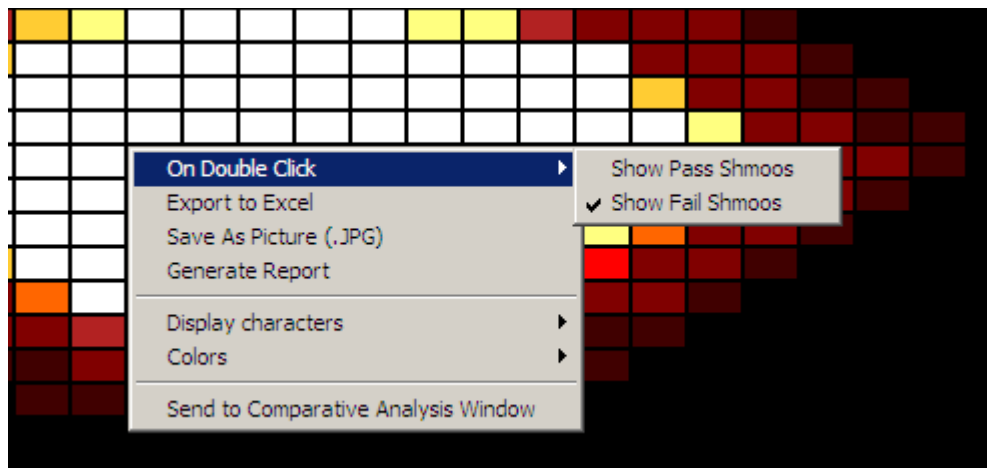 On Double Click
Show Pass Shmoos
Show Fail Shmoos
Export to Excel
Save As Picture (.JPG)
Generate Report
Display characters
Colors
Send to Comparative Analysis Window